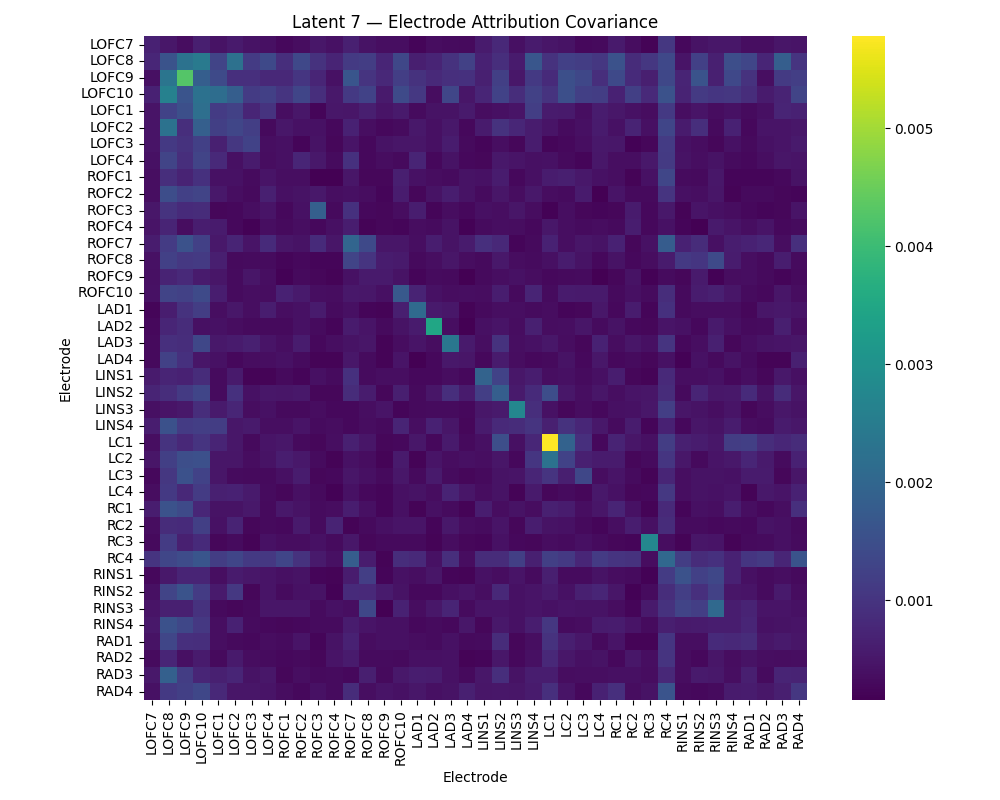 Latent 7 — Electrode Attribution Covariance
Electrode
LOFC7
LOFC8
LOFC9
LOFC10
LOFC1
LOFC2
LOFC3
LOFC4
ROFC1
ROFC2
ROFC3
ROFC4
ROFC7
ROFC8
ROFC9
ROFC10
LAD1
LAD2
LAD3
LAD4
LINS1
LINS2
LINS3
LINS4
LC1
LC2
LC3
LC4
RC1
RC2
RC3
RC4
RINS1
RINS2
RINS3
RINS4
RAD1
RAD2
RAD3
RAD4
LOFC7
LOFC8
LOFC9
LOFC10
LOFC1
LOFC2
LOFC3
LOFC4
ROFC1
ROFC2
ROFC3
ROFC4
ROFC7
ROFC8
ROFC9
ROFC10
LAD1
LAD2
LAD3
LAD4
LINS1
LINS2
LINS3
LINS4
LC1
LC2
LC3
LC4
RC1
RC2
RC3
RC4
RINS1
RINS2
RINS3
RINS4
RAD1
RAD2
RAD3
RAD4
Electrode
0.005
0.004
0.003
0.002
0.001